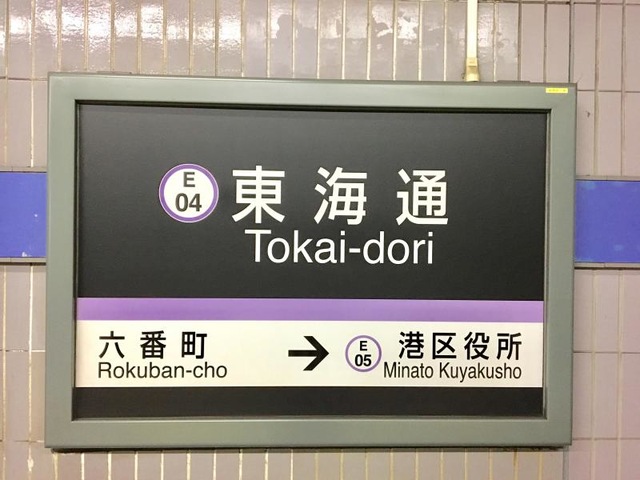 E
04
東海通
Tokai-dori
六番町
Rokuban-cho
→
E
05
港区役所
Minato Kuyakusho